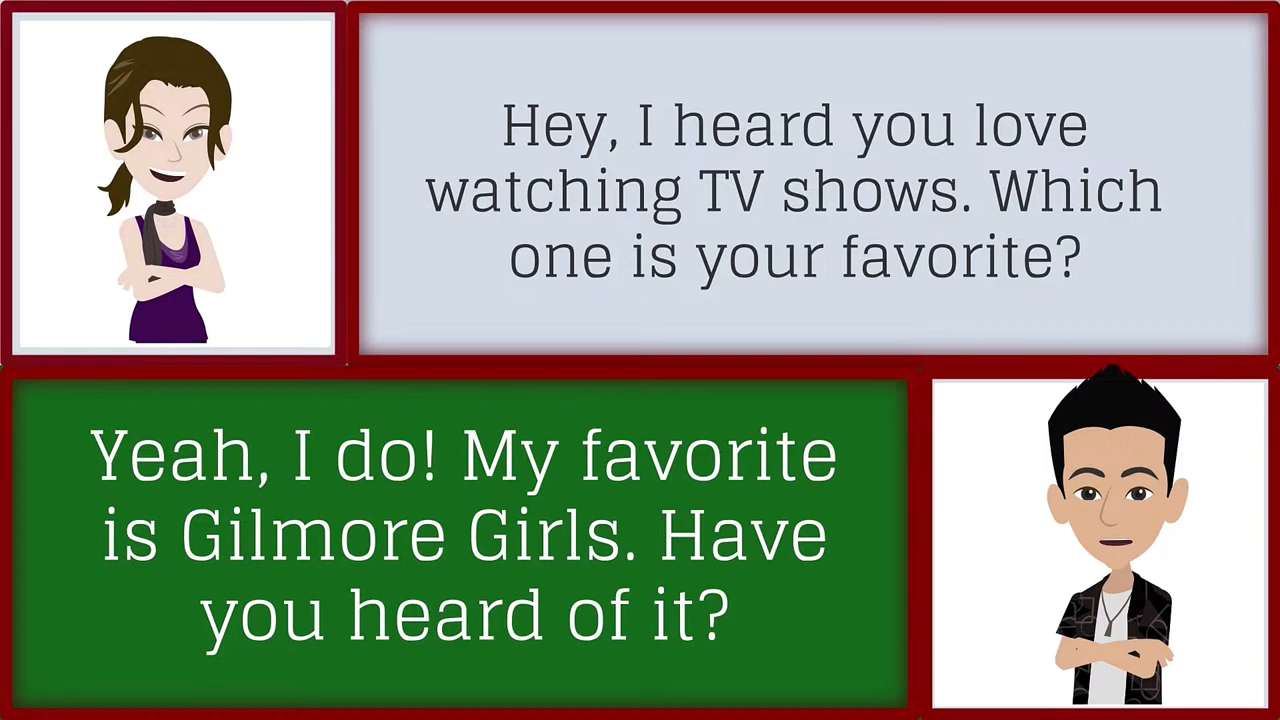 Hey, I heard you love
watching TV shows. Which
one is your favorite?
Yeah, I do! My favorite
is Gilmore Girls. Have
you heard of it?